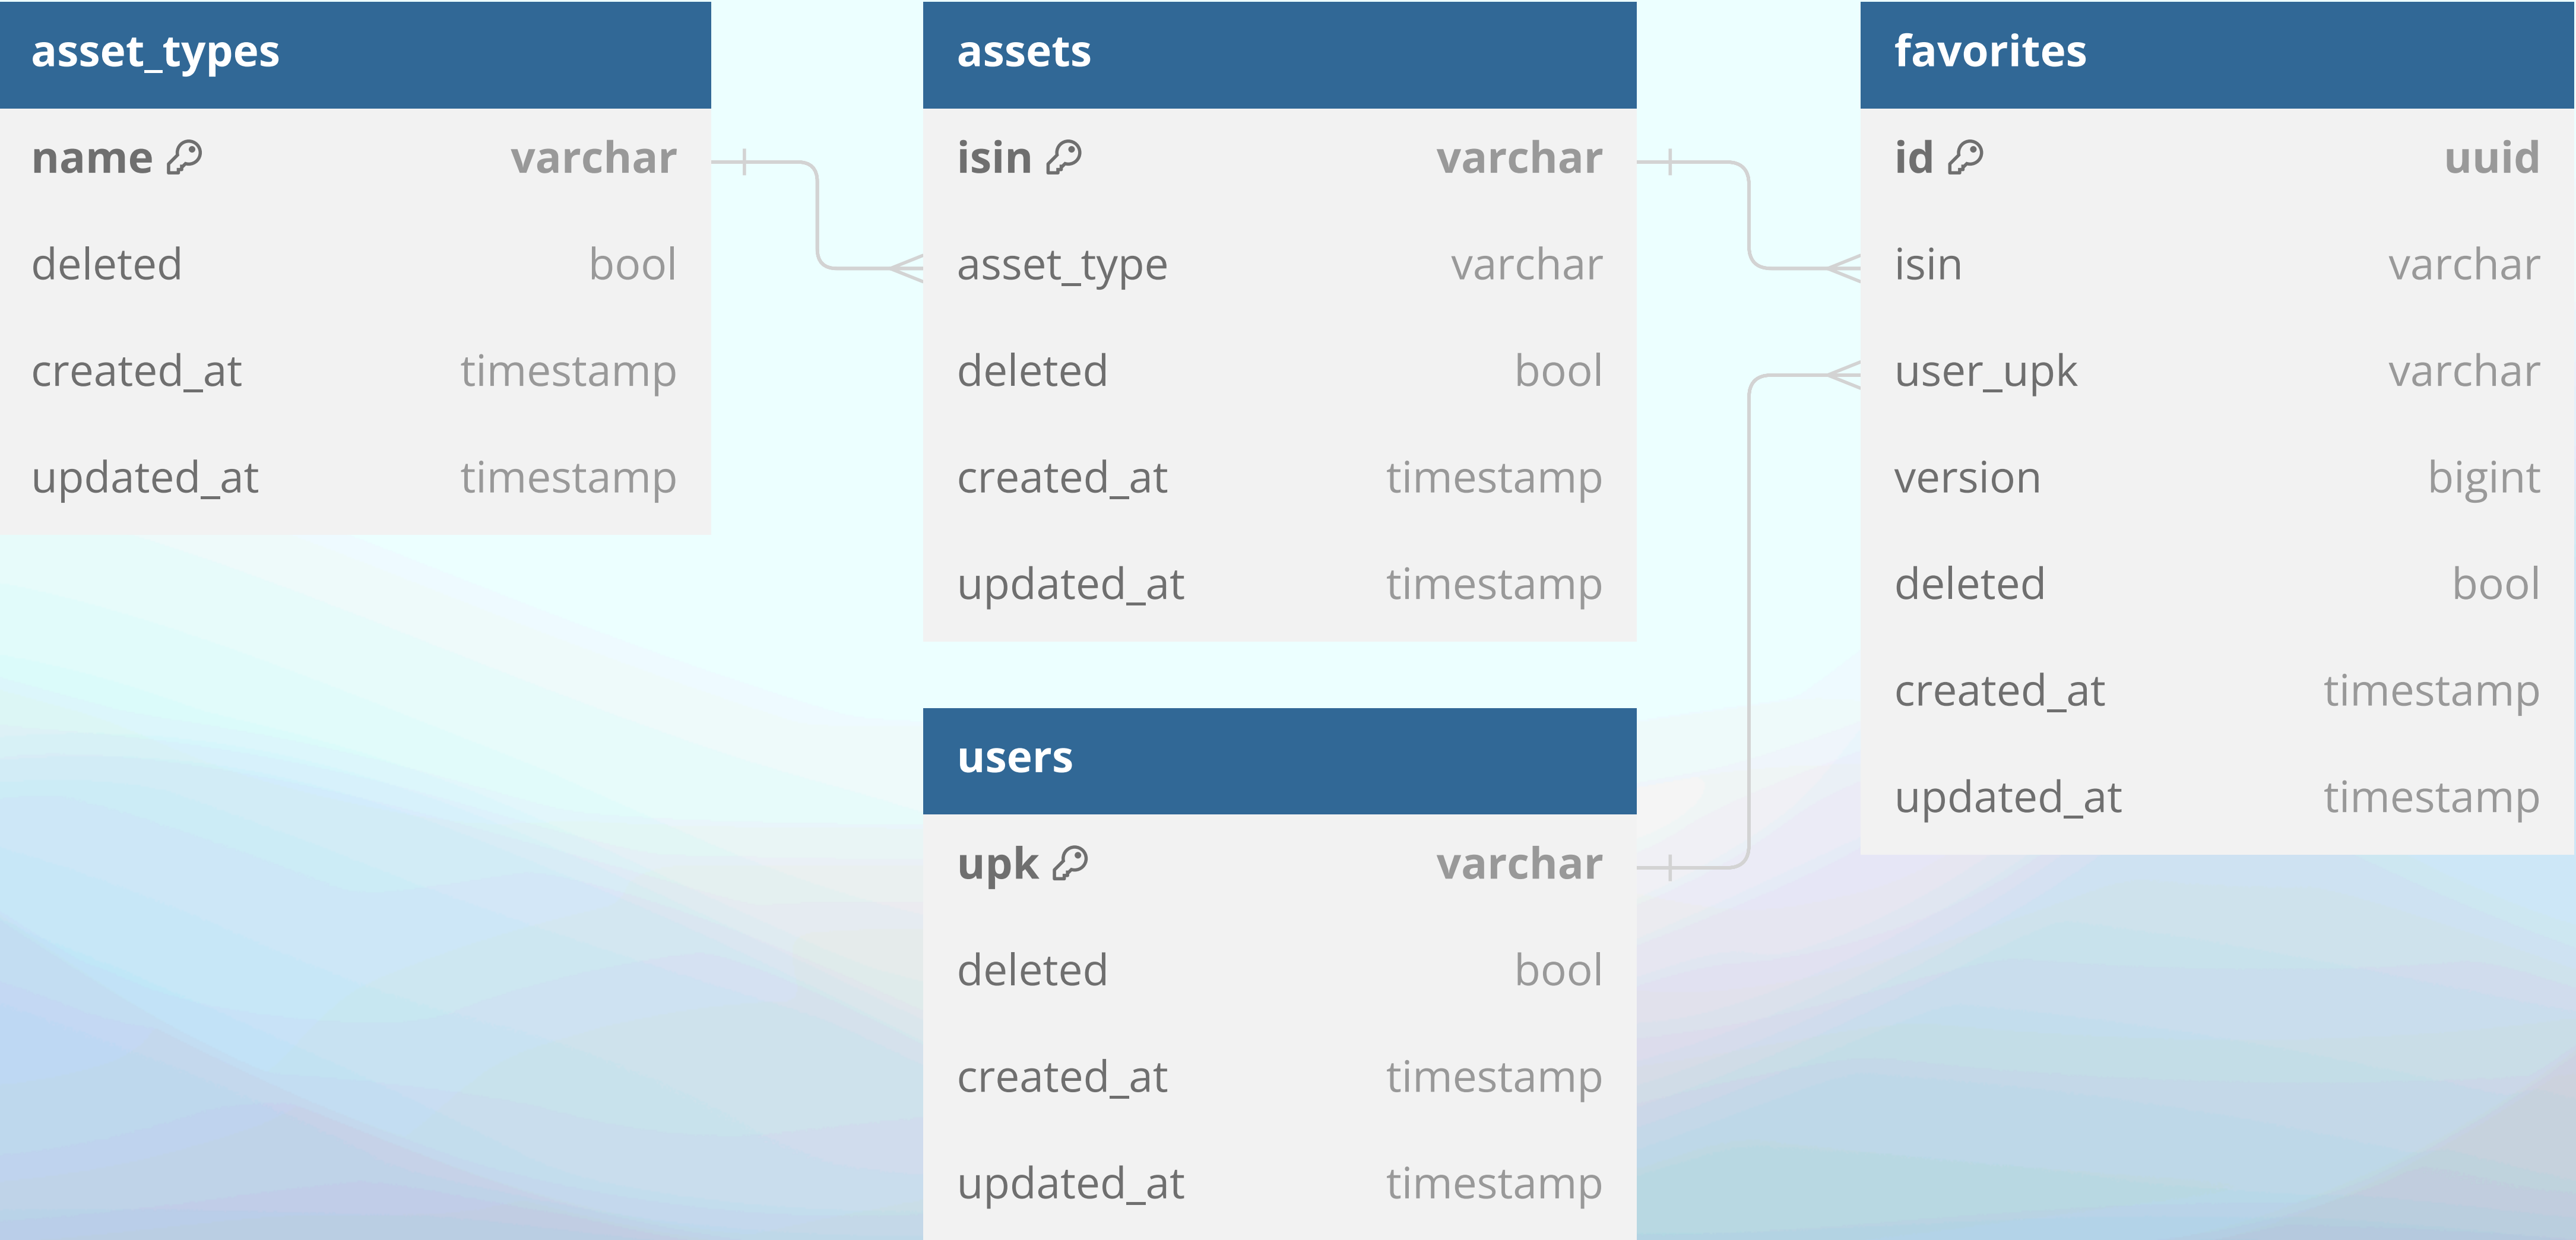 asset_types
name varchar
deleted bool
created_at timestamp
updated_at timestamp
assets
isin varchar
asset_type varchar
deleted bool
created_at timestamp
updated_at timestamp
users
upk varchar
deleted bool
created_at timestamp
updated_at timestamp
favorites
id uuid
isin varchar
user_upk varchar
version bigint
deleted bool
created_at timestamp
updated_at timestamp